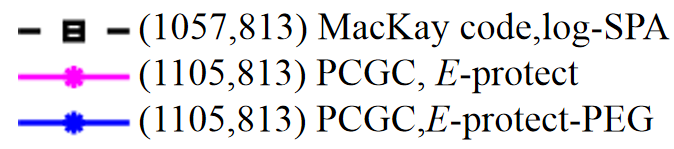 (1057,813) MacKay code,log-SPA
(1105,813) PCGC, E-protect
(1105,813) PCGC,E-protect-PEG